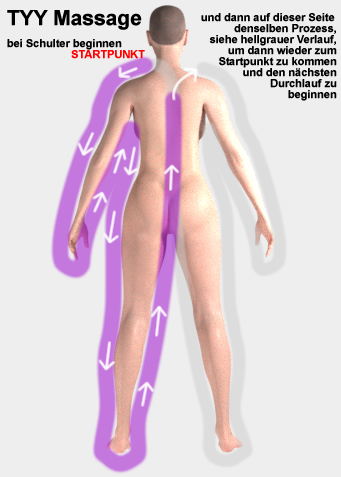 TYY Massage
bei Schulter beginnen
STARTPUNKT
und dann auf dieser Seite
denselben Prozess,
siehe hellgrauer Verlauf,
um dann wieder zum
Startpunkt zu kommen
und den nächsten
Durchlauf zu
beginnen